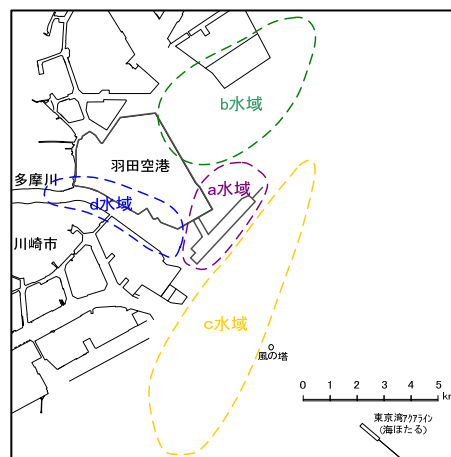 b水域
羽田空港
多摩川
a水域
d水域
川崎市
c水域
風の塔
0 1 2 3 4 5
km
東京湾ｱｸｱﾗｲﾝ
(海ほたる)